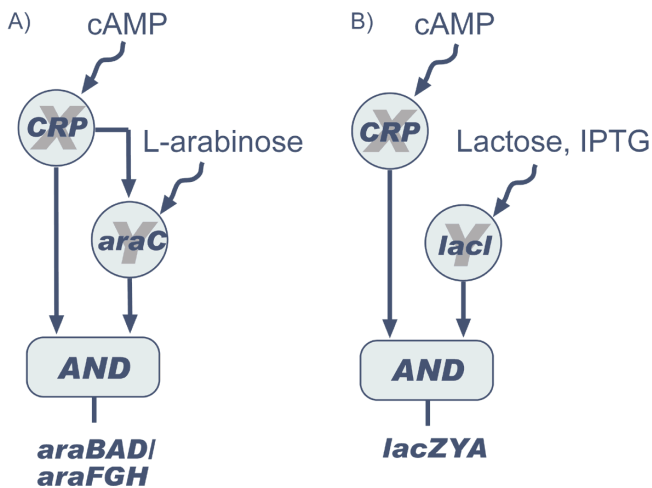 A)
cAMP
X
CRP
L-arabinose
Y
araC
AND
araBAD/
araFGH
B)
cAMP
X
CRP
Lactose, IPTG
Y
lacI
AND
lacZYA